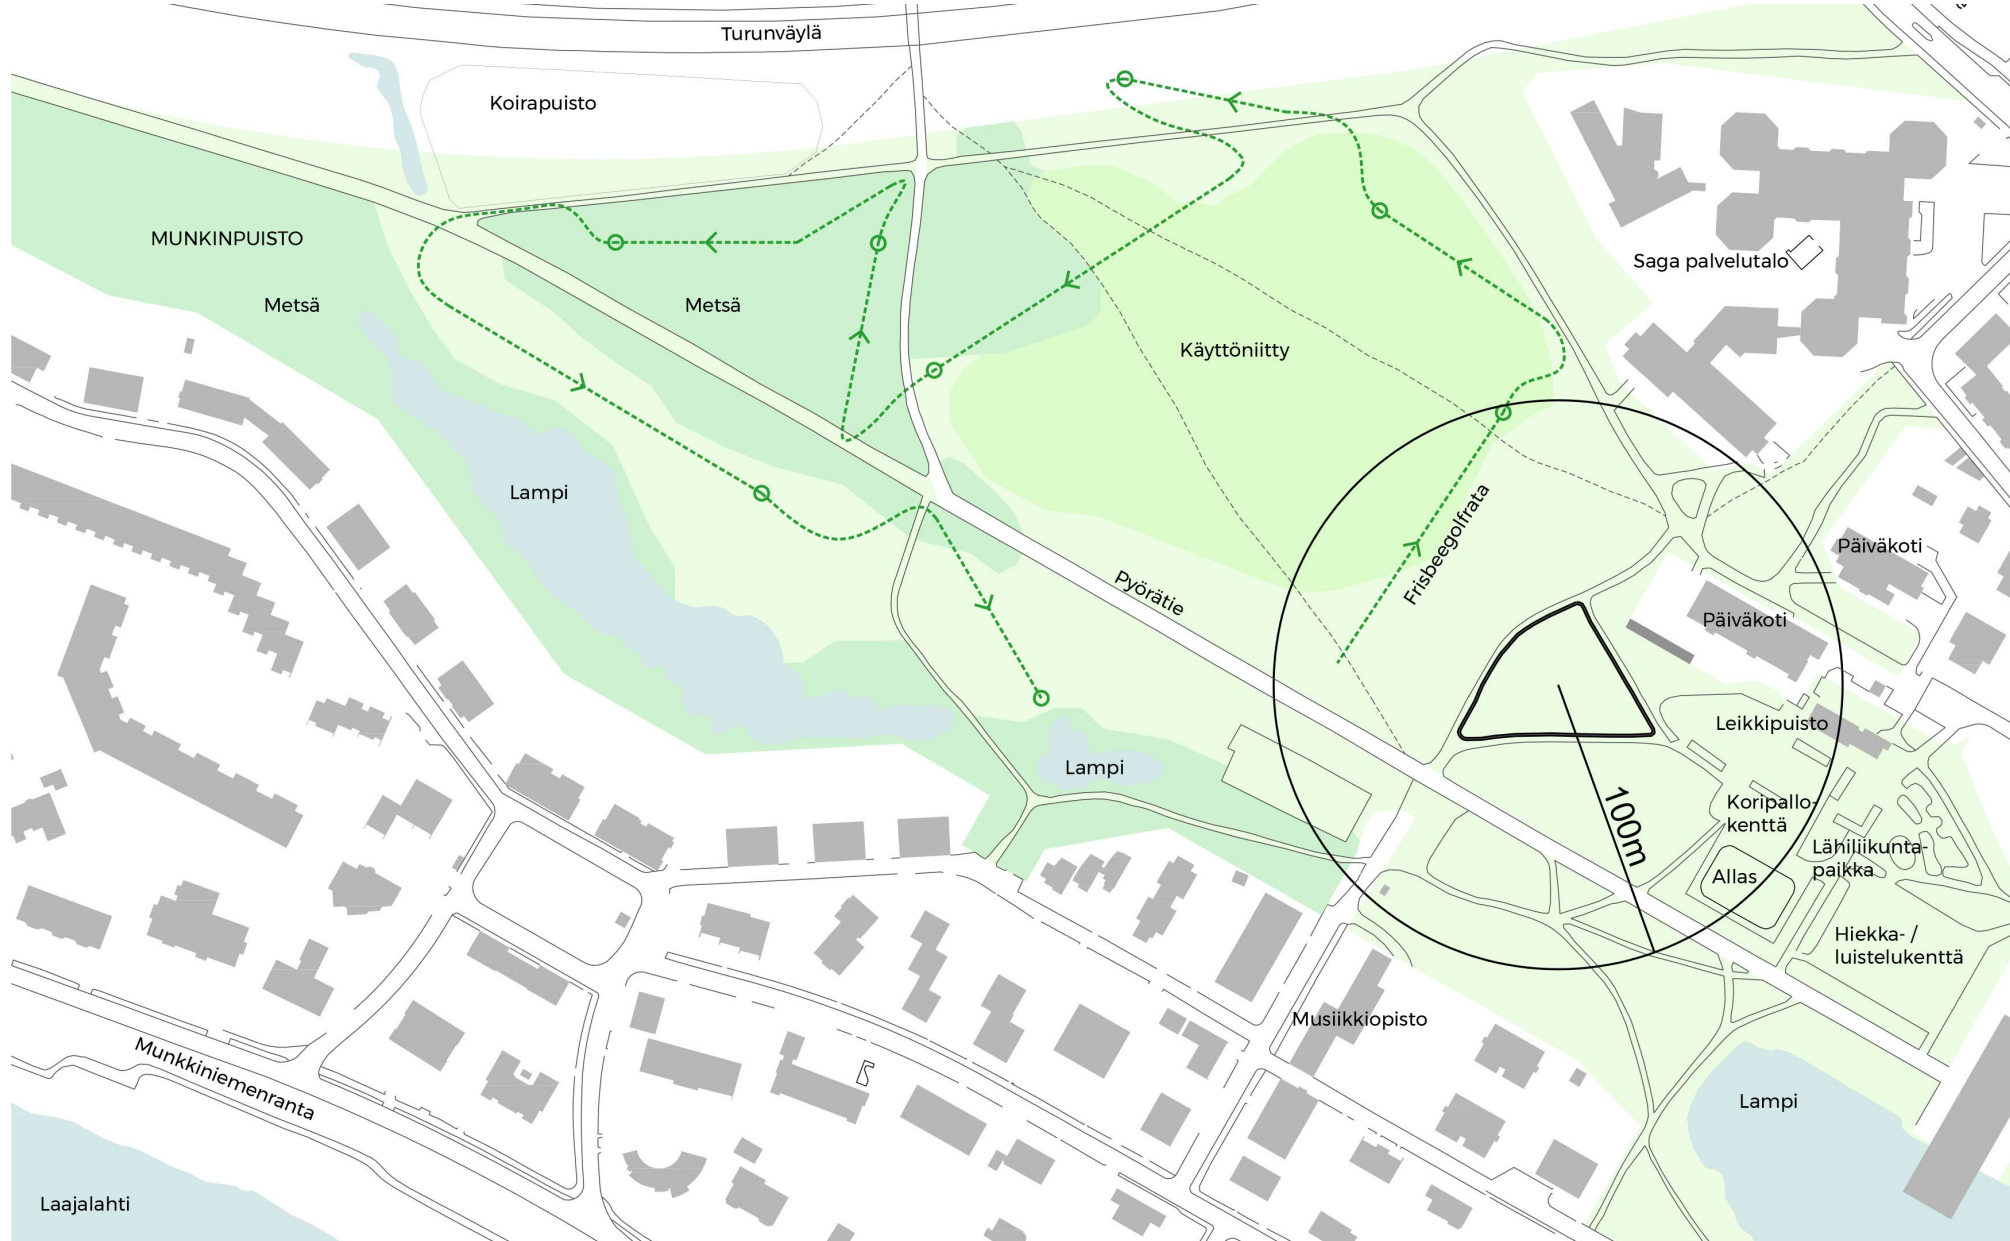 Turunväylä
Koirapuisto
MUNKINPUISTO
Metsä
Metsä
Saga palvelutalo
Käyttöniitty
Lampi
Frisbeegolfrata
Pyörätie
Päiväkoti
Päiväkoti
Leikkipuisto
Lampi
100m
Koripallo-
kenttä
Lähiliikunta-
paikka
Allas
Hiekka- /
luistelukenttä
Musiikkiopisto
Munkkiniemenranta
Lampi
Laajalahti